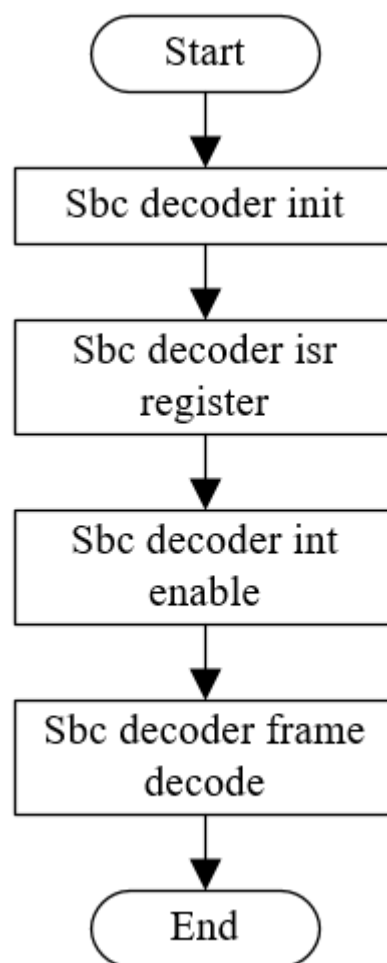 Start
Sbc decoder init
Sbc decoder isr
register
Sbc decoder int
enable
Sbc decoder frame
decode
End